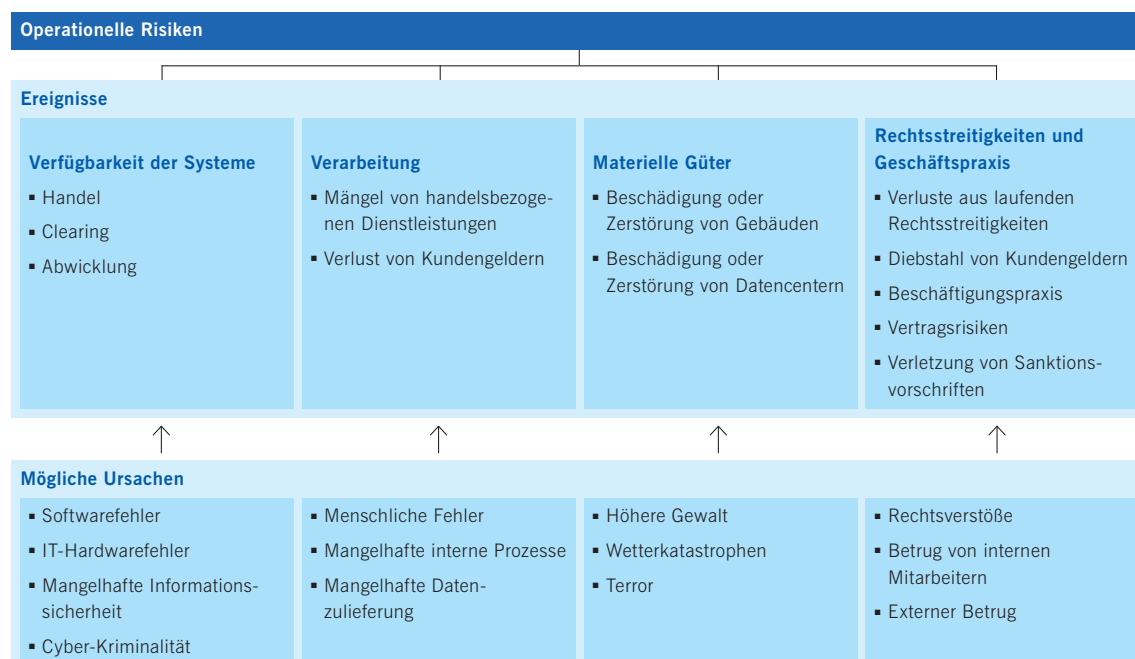 Operationelle Risiken
Ereignisse
Verfügbarkeit der Systeme
▪ Handel
▪ Clearing
▪ Abwicklung
Verarbeitung
▪ Mängel von handelsbezoge-
nen Dienstleistungen
▪ Verlust von Kundengeldern
Materielle Güter
▪ Beschädigung oder
Zerstörung von Gebäuden
▪ Beschädigung oder
Zerstörung von Datencentern
Rechtsstreitigkeiten und
Geschäftspraxis
▪ Verluste aus laufenden
Rechtsstreitigkeiten
▪ Diebstahl von Kundengeldern
▪ Beschäftigungspraxis
▪ Vertragsrisiken
▪ Verletzung von Sanktions-
vorschriften
Mögliche Ursachen
▪ Softwarefehler
▪ IT-Hardwarefehler
▪ Mangelhafte Informations-
sicherheit
▪ Cyber-Kriminalität
▪ Menschliche Fehler
▪ Mangelhafte interne Prozesse
▪ Mangelhafte Daten-
zulieferung
▪ Höhere Gewalt
▪ Wetterkatastrophen
▪ Terror
▪ Rechtsverstöße
▪ Betrug von internen
Mitarbeitern
▪ Externer Betrug